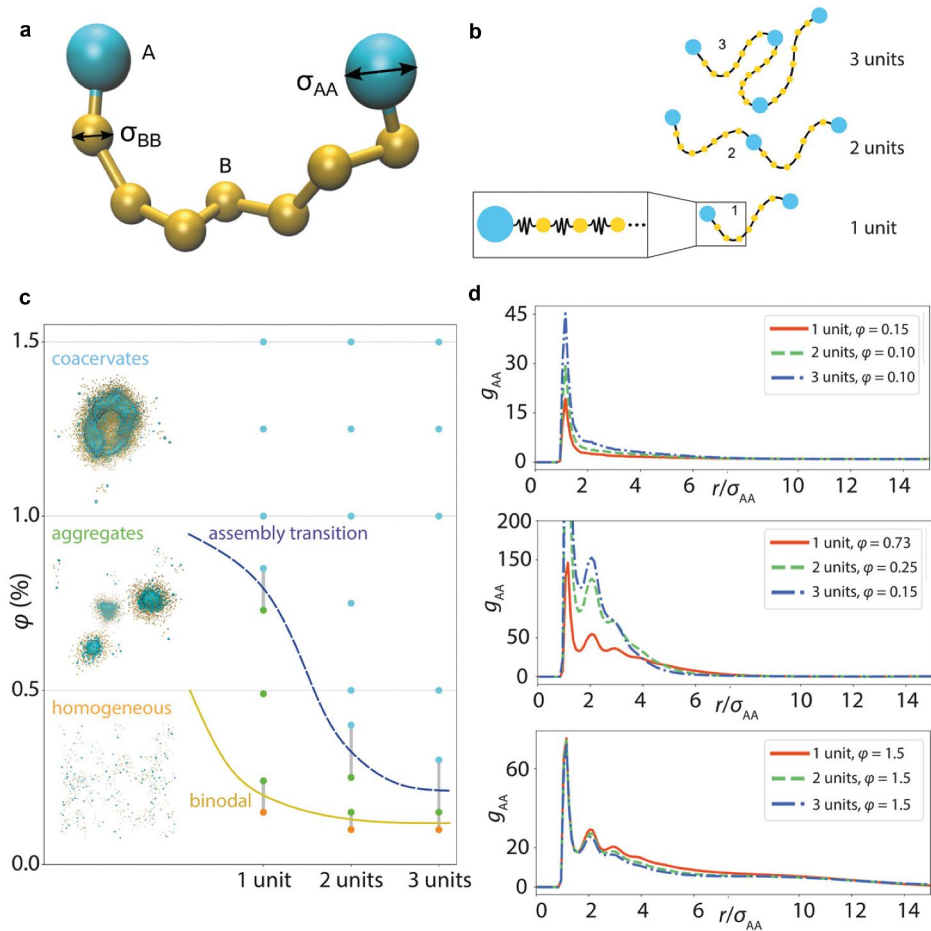 a
A
σAA
σBB
B
b
3
3 units
2
2 units
1
1 unit
c
1.5
coacervates
1.0
aggregates
assembly transition
φ (%)
0.5
homogeneous
binodal
0.0
1 unit 2 units 3 units
d
45
30
15
0
gAA
1 unit, φ = 0.15
2 units, φ = 0.10
3 units, φ = 0.10
0 2 4 6 r/σAA 10 12 14
200
150
50
0
gAA
1 unit, φ = 0.73
2 units, φ = 0.25
3 units, φ = 0.15
0 2 4 6 r/σAA 10 12 14
60
20
0
gAA
1 unit, φ = 1.5
2 units, φ = 1.5
3 units, φ = 1.5
0 2 4 6 r/σAA 10 12 14